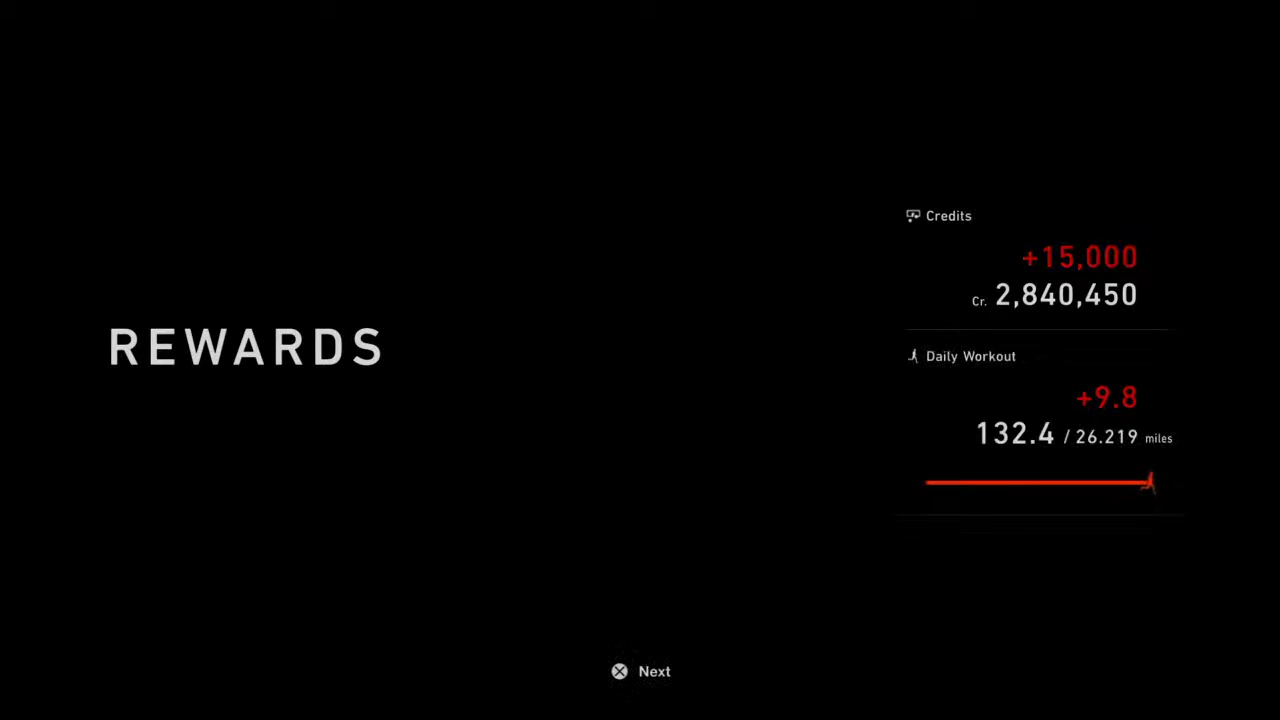 REWARDS
Credits
+15,000
Cr. 2,840,450
Daily Workout
+9.8
132.4 / 26.219 miles
Next